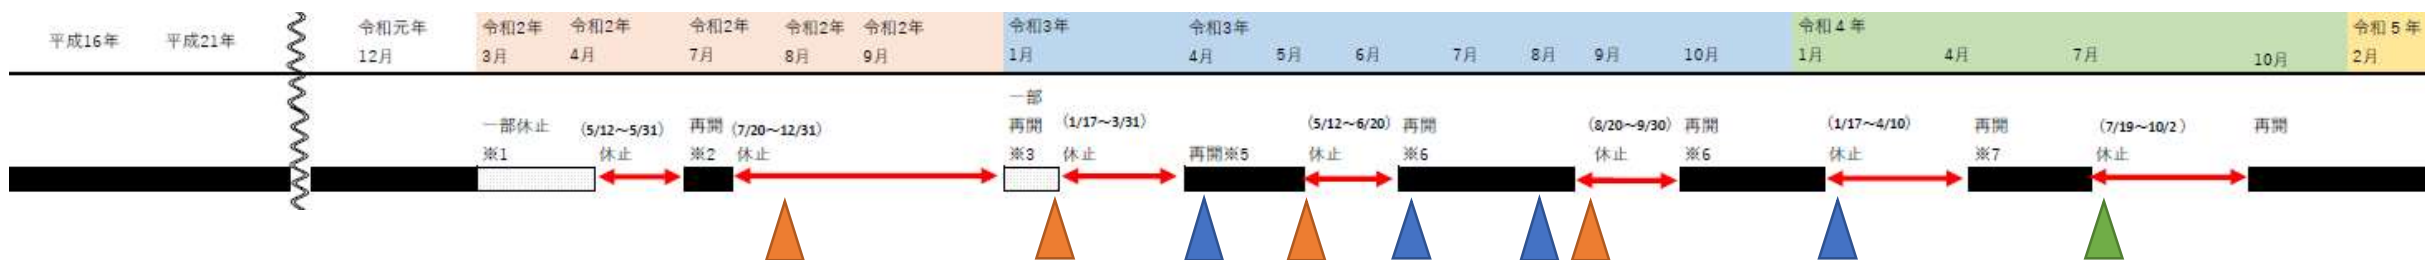 平成16年 平成21年 令和元年 令和2年 令和2年 令和2年 令和2年 令和2年 令和3年 令和3年 令和4年 令和5年
12月 3月 4月 7月 8月 9月 1月 4月 5月 6月 7月 8月 9月 10月 1月 4月 7月 10月 2月
一部
一部休止 (5/12～5/31) 再開 (7/20～12/31) 再開 (1/17～3/31) (5/12～6/20) 再開 (8/20～9/30) 再開 (1/17～4/10) 再開 (7/19～10/2) 再開
※1 休止 ※2 休止 ※3 休止 再開※5 休止 ※6 休止 ※6 休止 ※7 休止